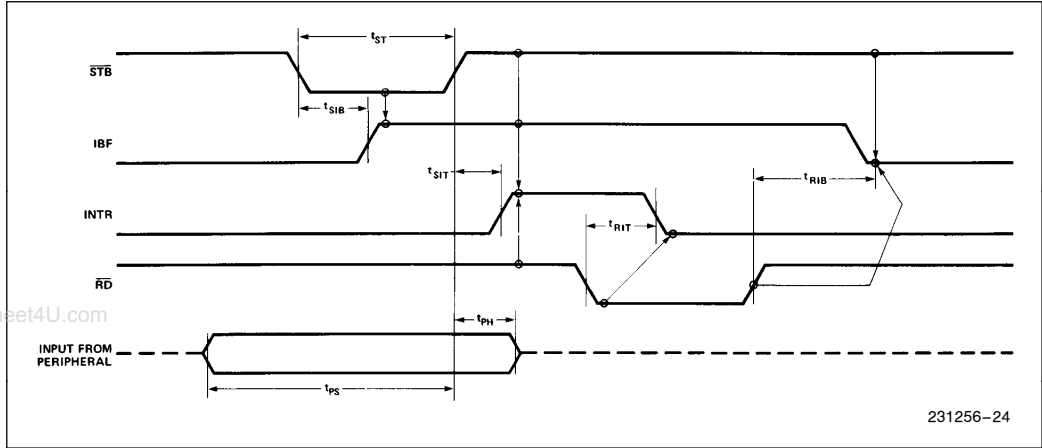 tST
STB
tSIB
IBF
tSIT
tRIB
INTR
tRIT
RD
eet4U.com
tPH
INPUT FROM
PERIPHERAL
tPS
231256–24